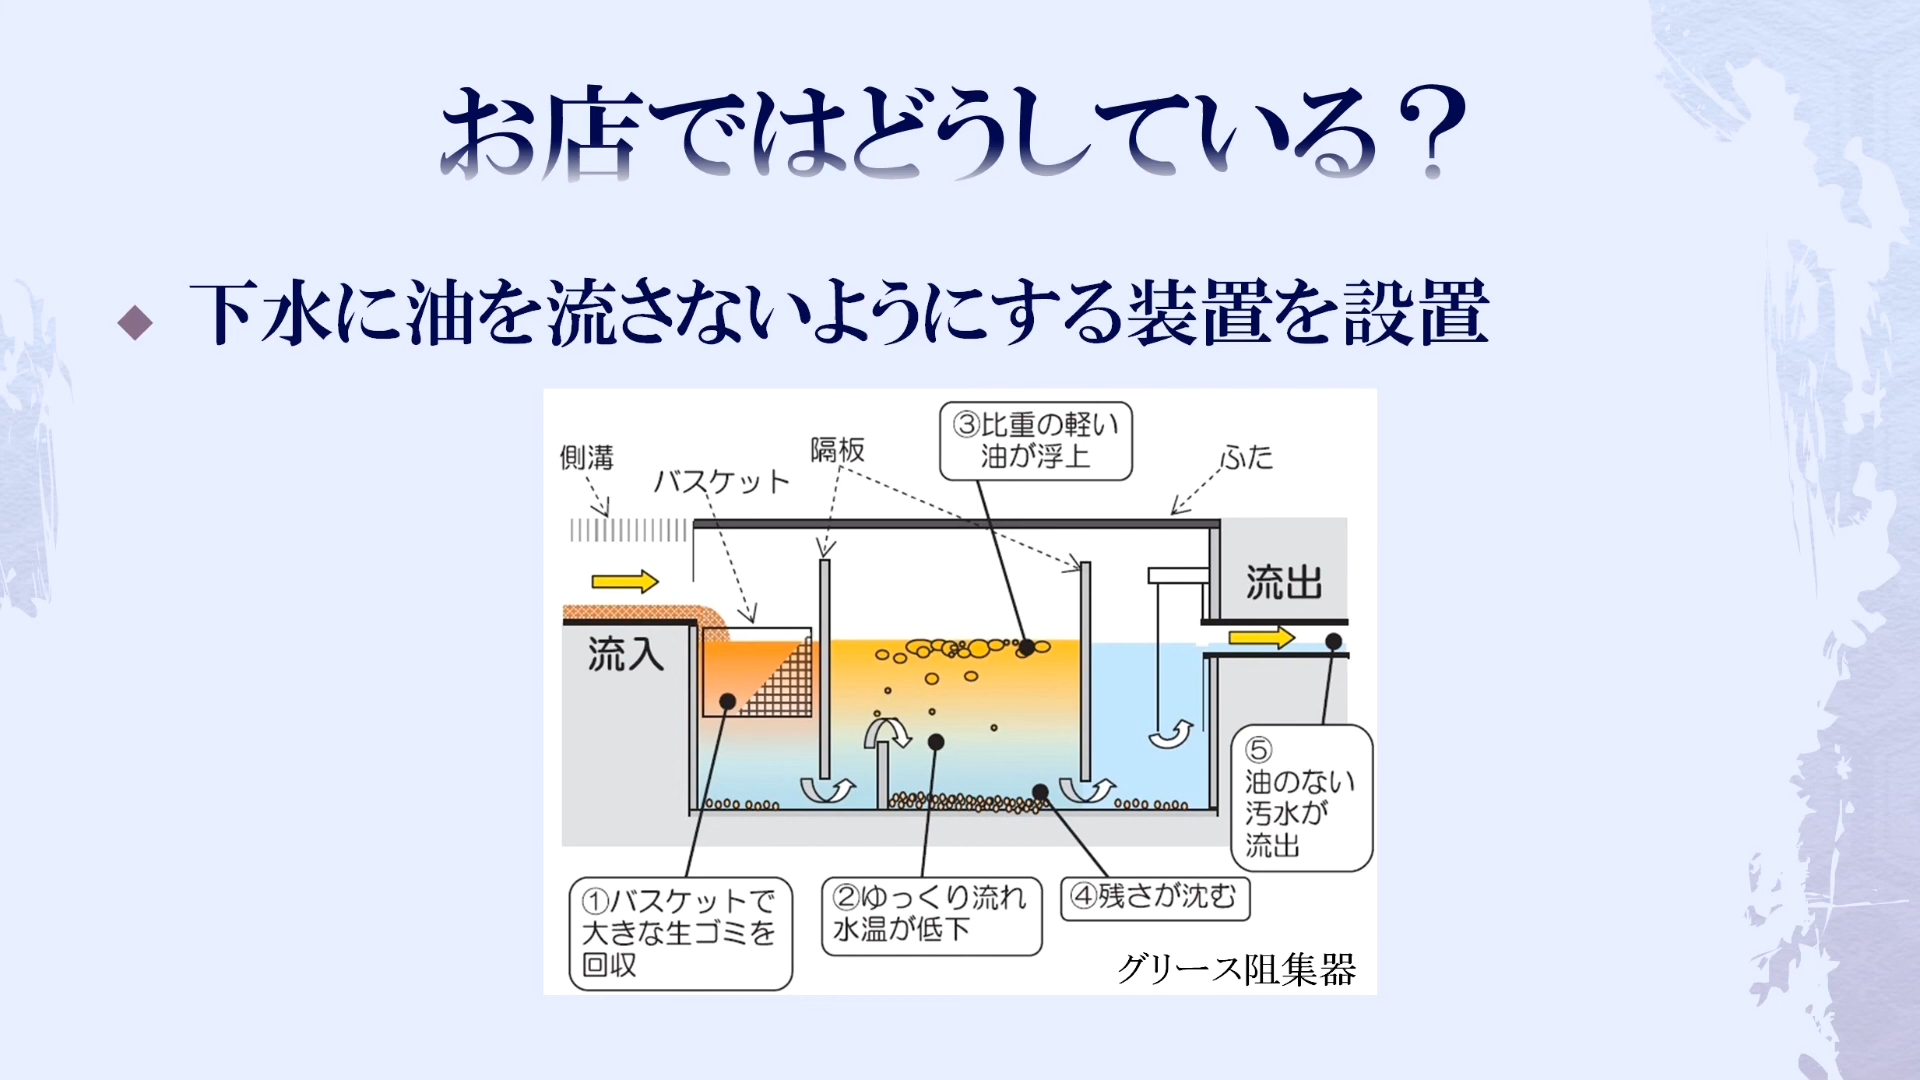 お店ではどうしている？
下水に油を流さないようにする装置を設置
側溝
バスケット
隔板
③比重の軽い
油が浮上
ふた
流入
流出
⑤
油のない
汚水が
流出
①バスケットで
大きな生ゴミを
回収
②ゆっくり流れ
水温が低下
④残さが沈む
グリース阻集器